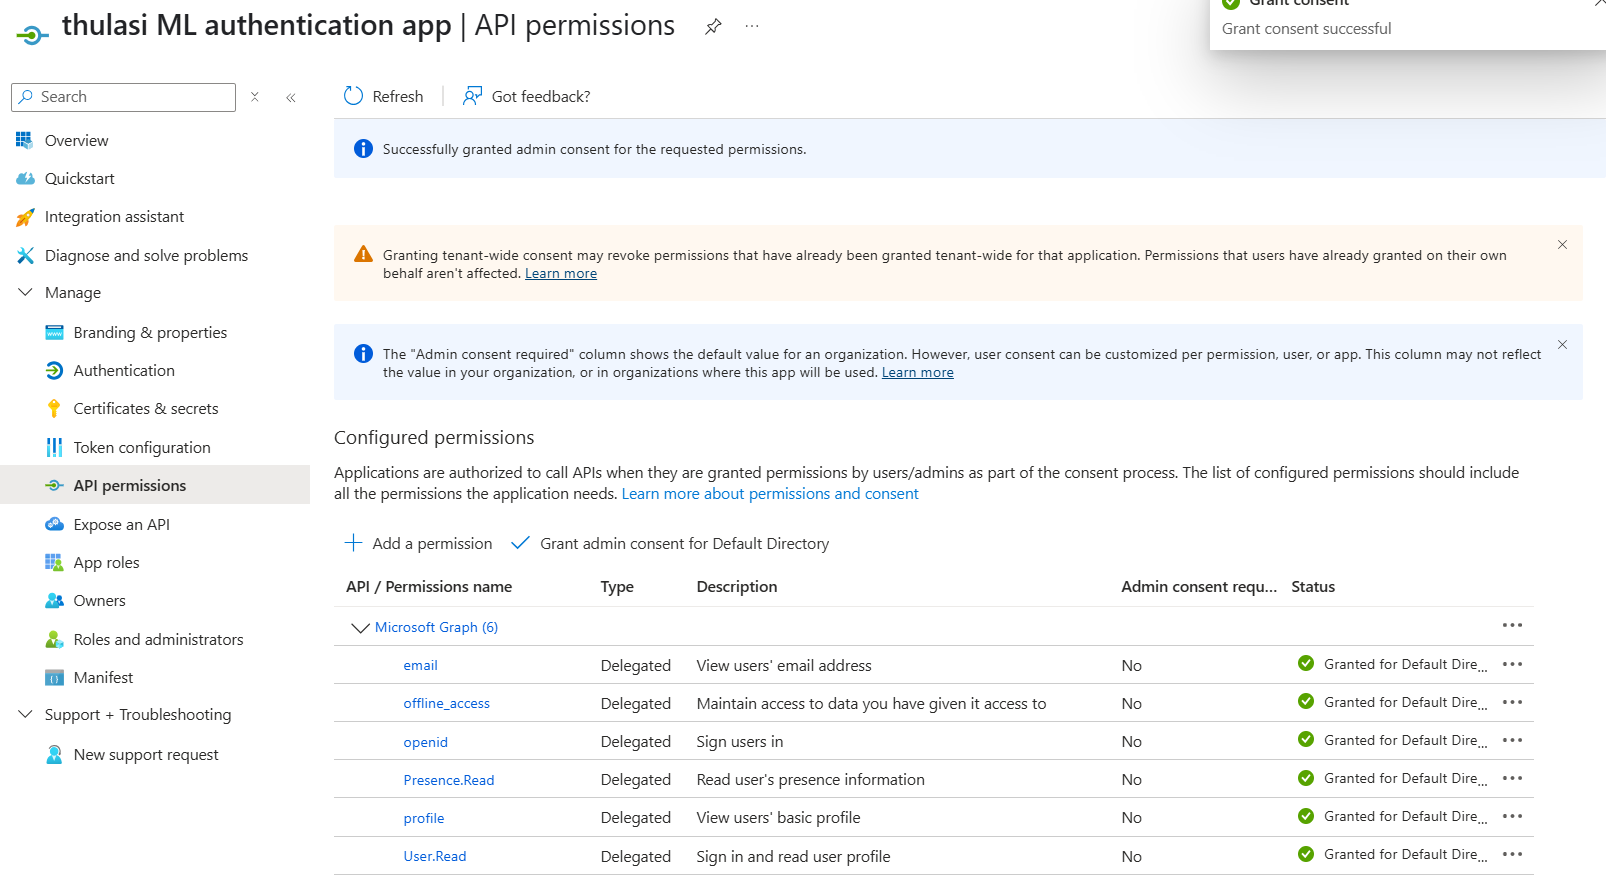 thulasi ML authentication app | API permissions
Grant consent
Grant consent successful
Search
Refresh
Got feedback?
Overview
Quickstart
Integration assistant
Diagnose and solve problems
Manage
Branding & properties
Authentication
Certificates & secrets
Token configuration
API permissions
Expose an API
App roles
Owners
Roles and administrators
Manifest
Support + Troubleshooting
New support request
Successfully granted admin consent for the requested permissions.
Granting tenant-wide consent may revoke permissions that have already been granted tenant-wide for that application. Permissions that users have already granted on their own
behalf aren't affected. Learn more
The "Admin consent required" column shows the default value for an organization. However, user consent can be customized per permission, user, or app. This column may not reflect
the value in your organization, or in organizations where this app will be used. Learn more
Configured permissions
Applications are authorized to call APIs when they are granted permissions by users/admins as part of the consent process. The list of configured permissions should include
all the permissions the application needs. Learn more about permissions and consent
Add a permission Grant admin consent for Default Directory
API / Permissions name Type Description Admin consent requ... Status
Microsoft Graph (6)
email Delegated View users' email address No Granted for Default Dire...
offline_access Delegated Maintain access to data you have given it access to No Granted for Default Dire...
openid Delegated Sign users in No Granted for Default Dire...
Presence.Read Delegated Read user's presence information No Granted for Default Dire...
profile Delegated View users' basic profile No Granted for Default Dire...
User.Read Delegated Sign in and read user profile No Granted for Default Dire...